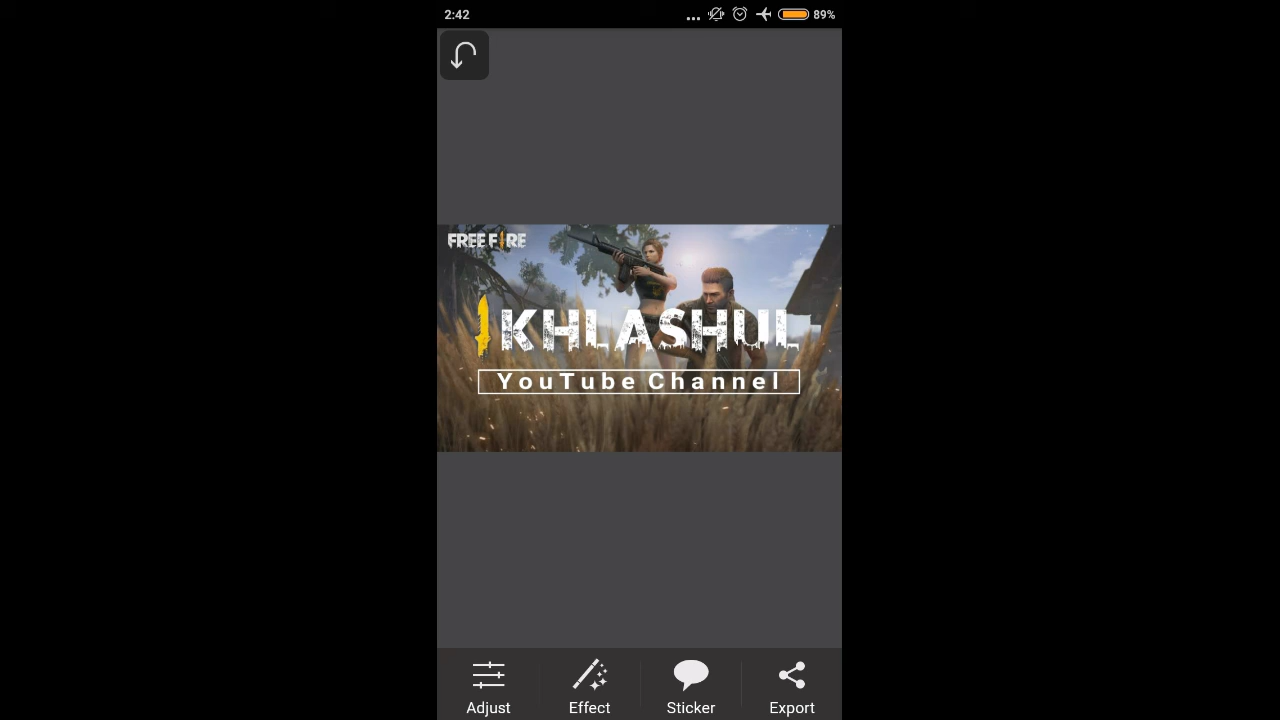 2:42
89%
FREE FIRE
IKHLASHUL
YouTube Channel
Adjust
Effect
Sticker
Export